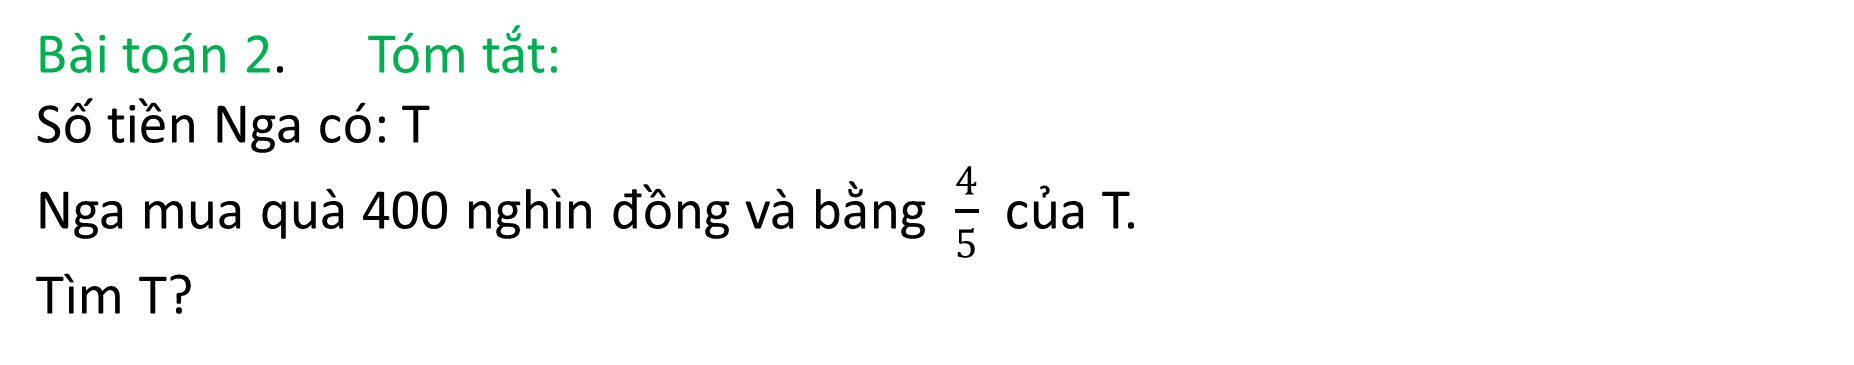 Bài toán 2. Tóm tắt:
Số tiền Nga có: T
Nga mua quà 400 nghìn đồng và bằng 4/5 của T.
Tìm T?